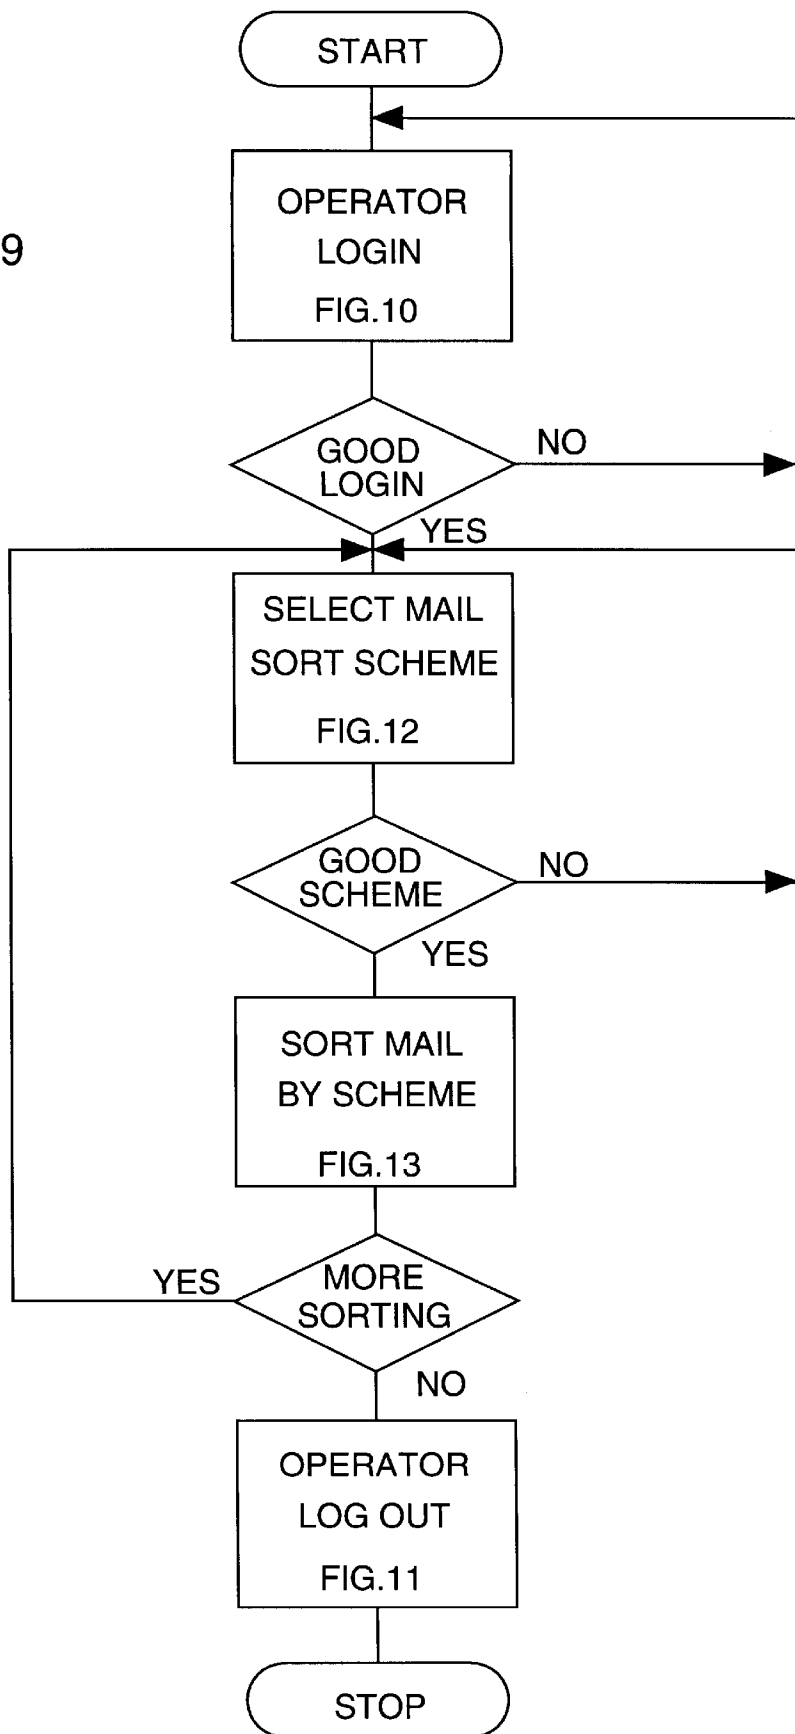 START
OPERATOR
LOGIN
FIG.10
9
GOOD
LOGIN
NO
YES
SELECT MAIL
SORT SCHEME
FIG.12
GOOD
SCHEME
NO
YES
SORT MAIL
BY SCHEME
FIG.13
YES
MORE
SORTING
NO
OPERATOR
LOG OUT
FIG.11
STOP